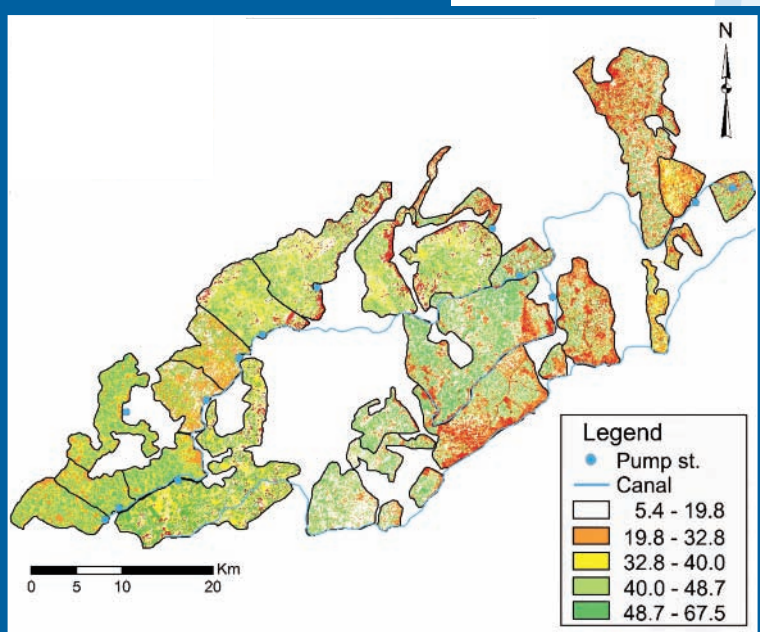 N
Legend
Pump st.
Canal
5.4 - 19.8
19.8 - 32.8
32.8 - 40.0
40.0 - 48.7
48.7 - 67.5
Km
0 5 10 20